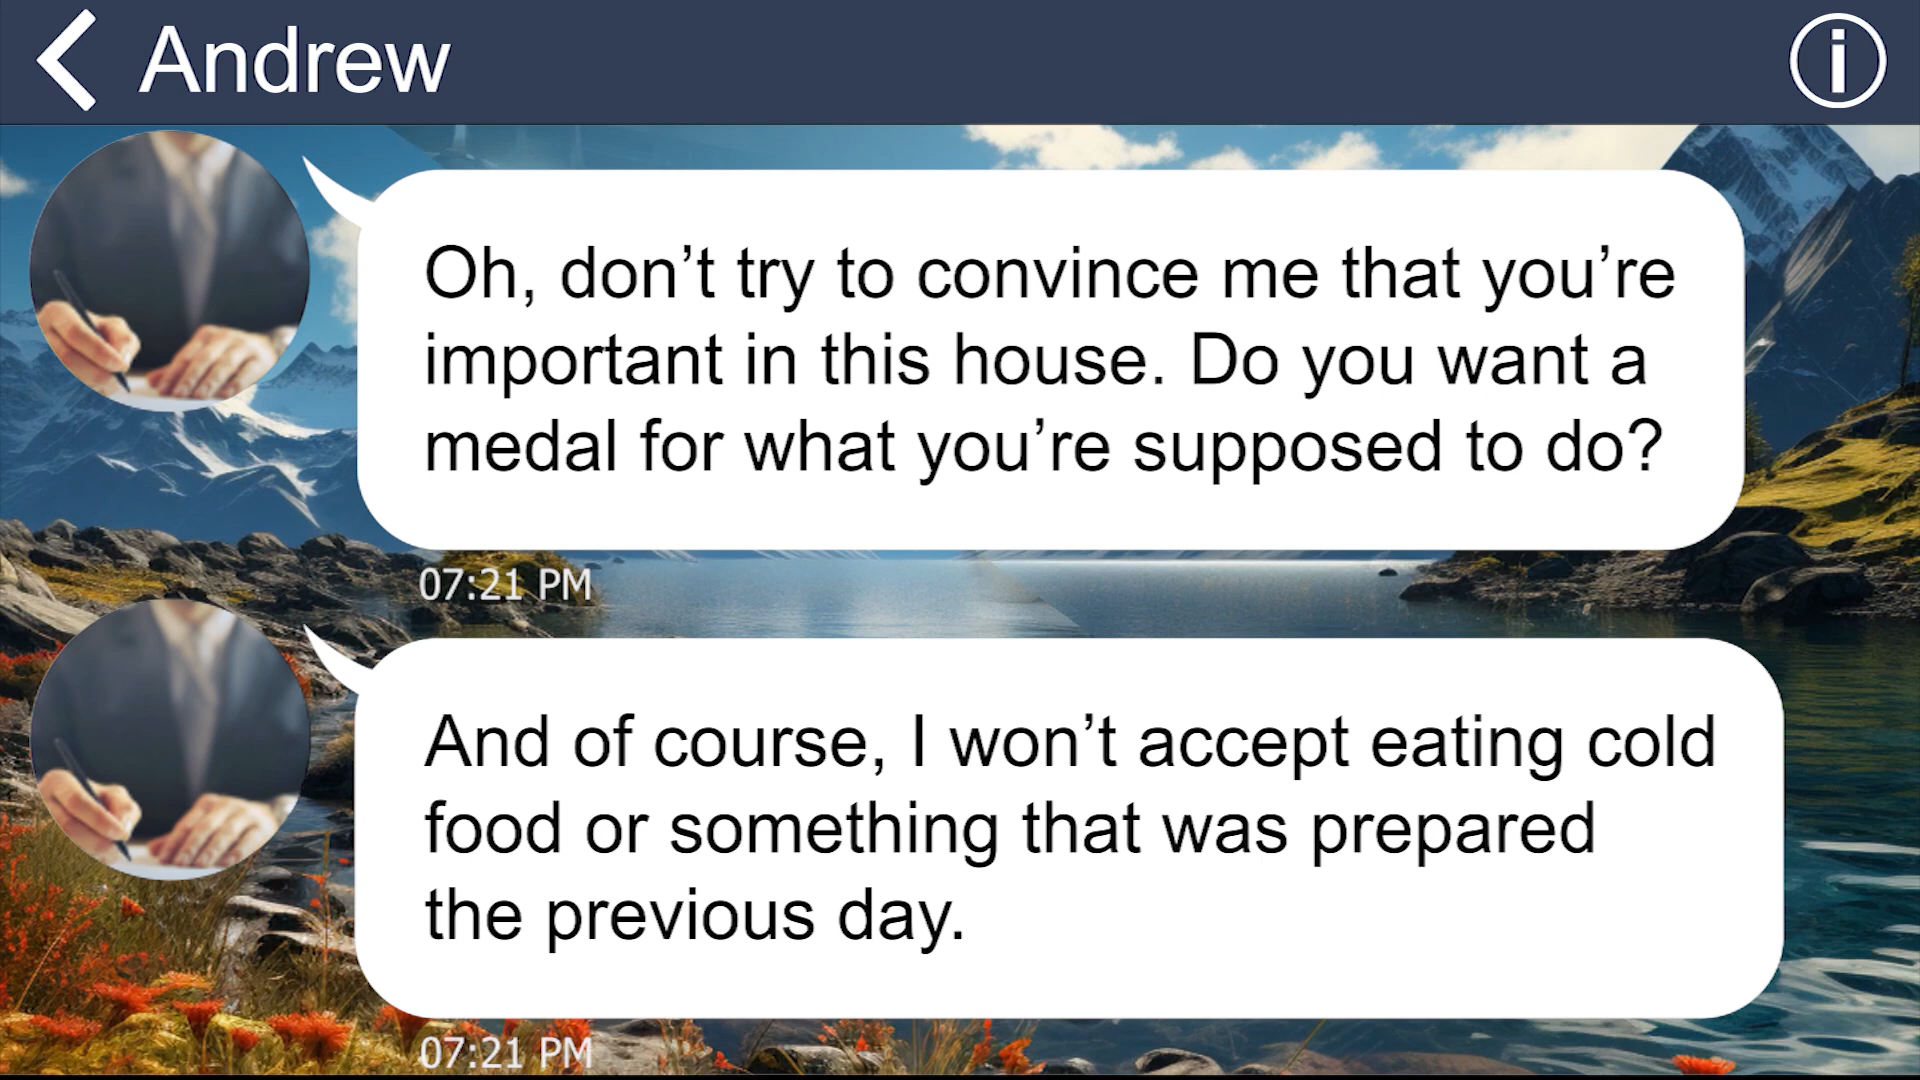 Andrew
Oh, don’t try to convince me that you’re
important in this house. Do you want a
medal for what you’re supposed to do?
07:21 PM
And of course, I won’t accept eating cold
food or something that was prepared
the previous day.
07:21 PM